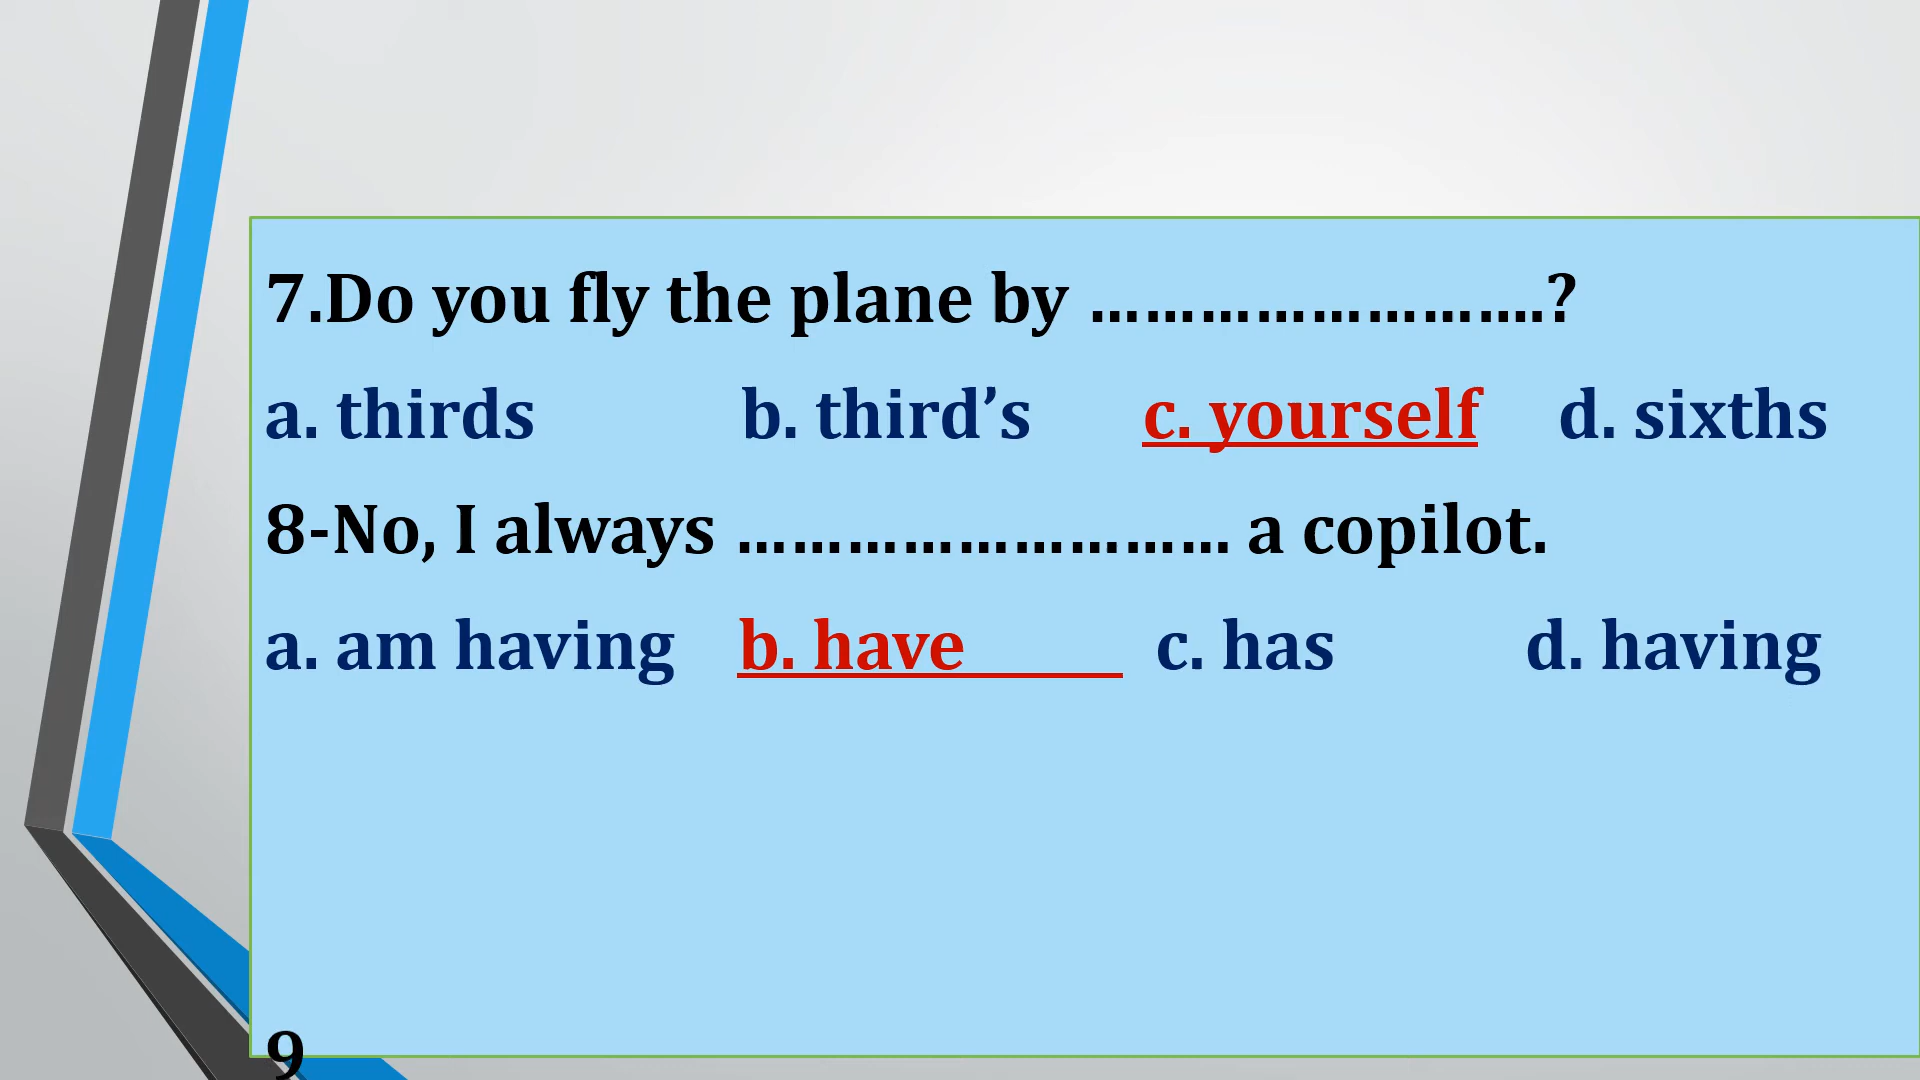 7.Do you fly the plane by …………………….?
a. thirds b. third’s c. yourself d. sixths
8-No, I always ……………………… a copilot.
a. am having b. have c. has d. having
9